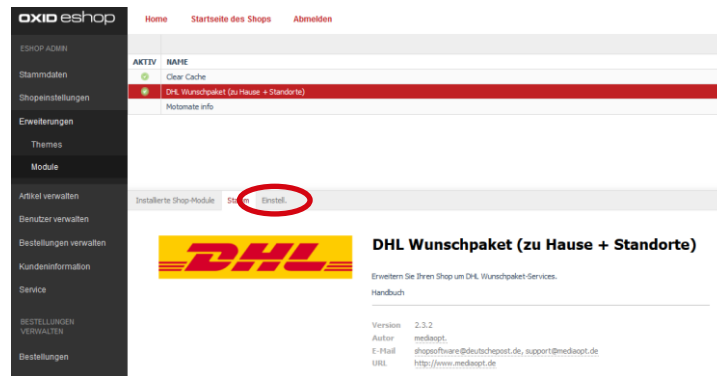 OXID eshop
Home Startseite des Shops Abmelden
ESHOP ADMIN
Stammdaten
Shopeinstellungen
Erweiterungen
Themes
Module
Artikel verwalten
Benutzer verwalten
Bestellungen verwalten
Kundeninformation
Service
BESTELLUNGEN
VERWALTEN
Bestellungen
AKTIV NAME
Clear Cache
DHL Wunschpaket (zu Hause + Standorte)
Motomate info
Installierte Shop-Module Stamm Einstell.
DHL
DHL Wunschpaket (zu Hause + Standorte)
Erweitern Sie Ihren Shop um DHL Wunschpaket-Services.
Handbuch
Version 2.3.2
Autor mediaopt.
E-Mail shopsoftware@deutschepost.de, support@mediaopt.de
URL http://www.mediaopt.de